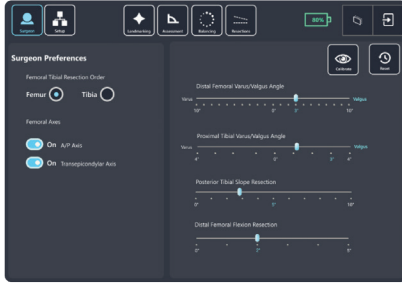 Surgeon
Setup
Landmarking
Assessment
Balancing
Resections
80%
Surgeon Preferences
Calibrate
Reset
Femoral Tibial Resection Order
Femur
Tibia
Femoral Axes
On A/P Axis
On Transepicondylar Axis
Distal Femoral Varus/Valgus Angle
Varus
Valgus
10°
0°
10°
Proximal Tibial Varus/Valgus Angle
Varus
Valgus
4°
0°
4°
Posterior Tibial Slope Resection
0°
10°
Distal Femoral Flexion Resection
0°